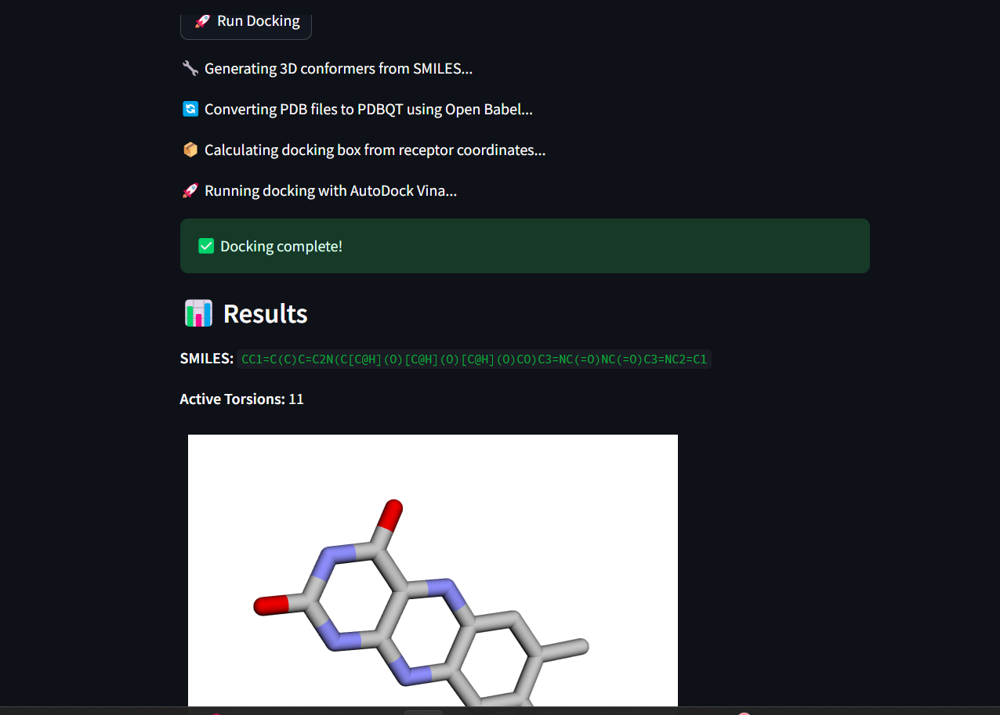 Run Docking
Generating 3D conformers from SMILES...
Converting PDB files to PDBQT using Open Babel...
Calculating docking box from receptor coordinates...
Running docking with AutoDock Vina...
Docking complete!
Results
SMILES: CC1=C(C)C=C2N(C[C@H](O)[C@H](O)[C@H](O)CO)C3=NC(=O)NC(=O)C3=NC2=C1
Active Torsions: 11